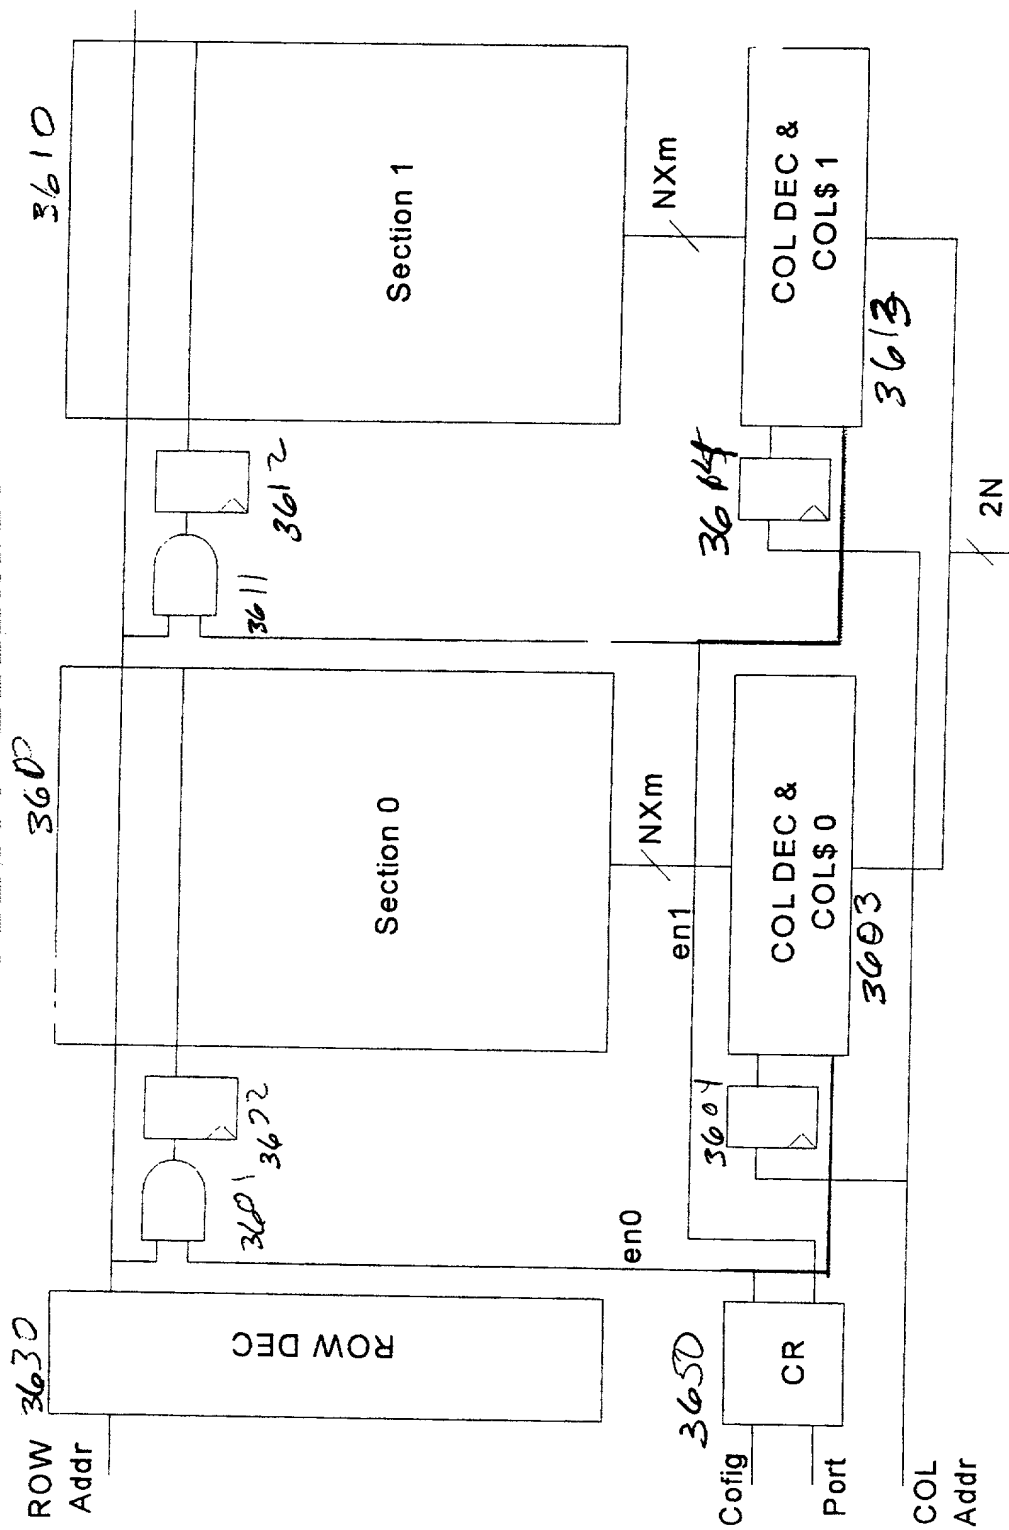 ROW
Addr
3630
ROW DEC
3601
3602
3600
Section 0
3611
3612
3610
Section 1
en0
en1
NXm
NXm
Cofig
Port
3650
CR
3604
COL DEC &
COL$ 0
3603
COL DEC &
COL$ 1
3613
COL
Addr
2N